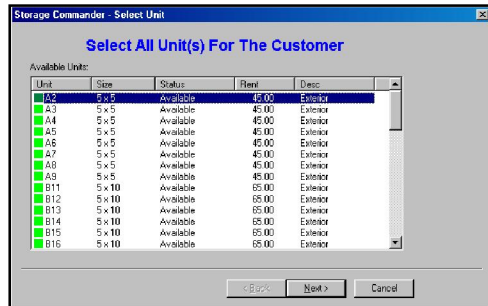 Storage Commander - Select Unit
Select All Unit(s) For The Customer
Available Units:
Unit Size Status Rent Desc
A2 5 x 5 Available 45.00 Exterior
A3 5 x 5 Available 45.00 Exterior
A4 5 x 5 Available 45.00 Exterior
A5 5 x 5 Available 45.00 Exterior
A6 5 x 5 Available 45.00 Exterior
A7 5 x 5 Available 45.00 Exterior
A8 5 x 5 Available 45.00 Exterior
A9 5 x 5 Available 45.00 Exterior
B11 5 x 10 Available 65.00 Exterior
B12 5 x 10 Available 65.00 Exterior
B13 5 x 10 Available 65.00 Exterior
B14 5 x 10 Available 65.00 Exterior
B15 5 x 10 Available 65.00 Exterior
B16 5 x 10 Available 65.00 Exterior
< Back Next > Cancel